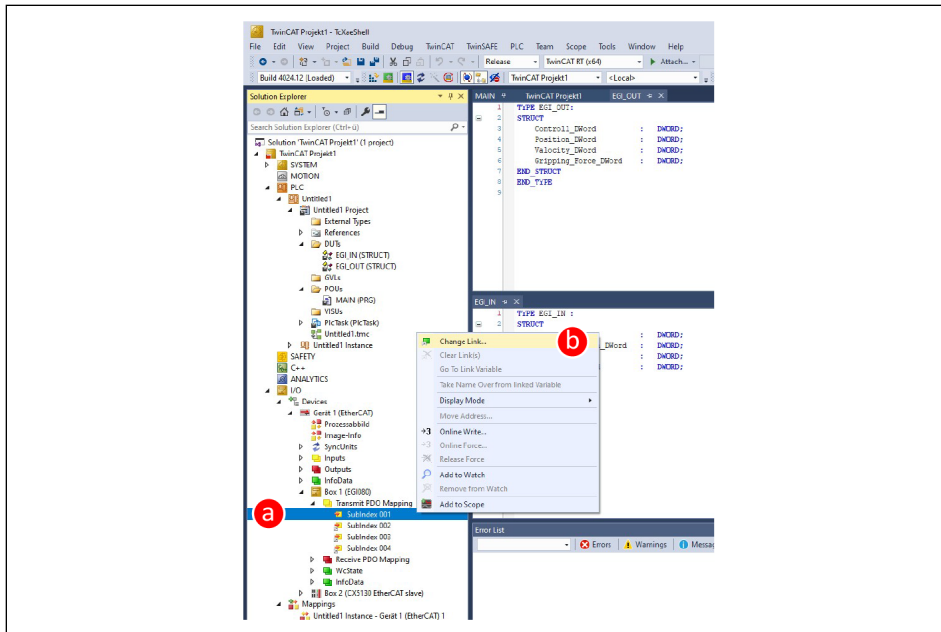 TwinCAT Projekt1 - TcXaeShell
File Edit View Project Build Debug TwinCAT TwinSAFE PLC Team Scope Tools Window Help
Release TwinCAT RT (x64) Attach...
Build 4024.12 (Loaded) TwinCAT Projekt1 <Local>
Solution Explorer
Search Solution Explorer (Ctrl+ü)
Solution 'TwinCAT Projekt1' (1 project)
TwinCAT Projekt1
SYSTEM
MOTION
PLC
Untitled1
Untitled1 Project
External Types
References
DUTs
EGI_IN (STRUCT)
EGI_OUT (STRUCT)
GVLs
POUs
MAIN (PRG)
VISUs
PlcTask (PlcTask)
Untitled1.tmc
Untitled1 Instance
SAFETY
C++
ANALYTICS
I/O
Devices
Gerät 1 (EtherCAT)
Prozessabbild
Image-Info
SyncUnits
Inputs
Outputs
InfoData
Box 1 (EGI080)
Transmit PDO Mapping
a
SubIndex 001
SubIndex 002
SubIndex 003
SubIndex 004
Receive PDO Mapping
WcState
InfoData
Box 2 (CX5130 EtherCAT slave)
Mappings
Untitled1 Instance - Gerät 1 (EtherCAT) 1
MAIN TwinCAT Projekt1 EGI_OUT
1 TYPE EGI_OUT:
2 STRUCT
3 Controll_DWord : DWORD;
4 Position_DWord : DWORD;
5 Valocity_DWord : DWORD;
6 Gripping_Force_DWord : DWORD;
7 END_STRUCT
8 END_TYPE
9
EGI_IN
1 TYPE EGI_IN :
2 STRUCT
: DWORD;
_DWord : DWORD;
: DWORD;
Change Link...
b
Clear Link(s)
Go To Link Variable
Take Name Over from linked Variable
Display Mode
Move Address...
Online Write...
Online Force...
Release Force
Add to Watch
Remove from Watch
Add to Scope
Error List
Errors Warnings Messag